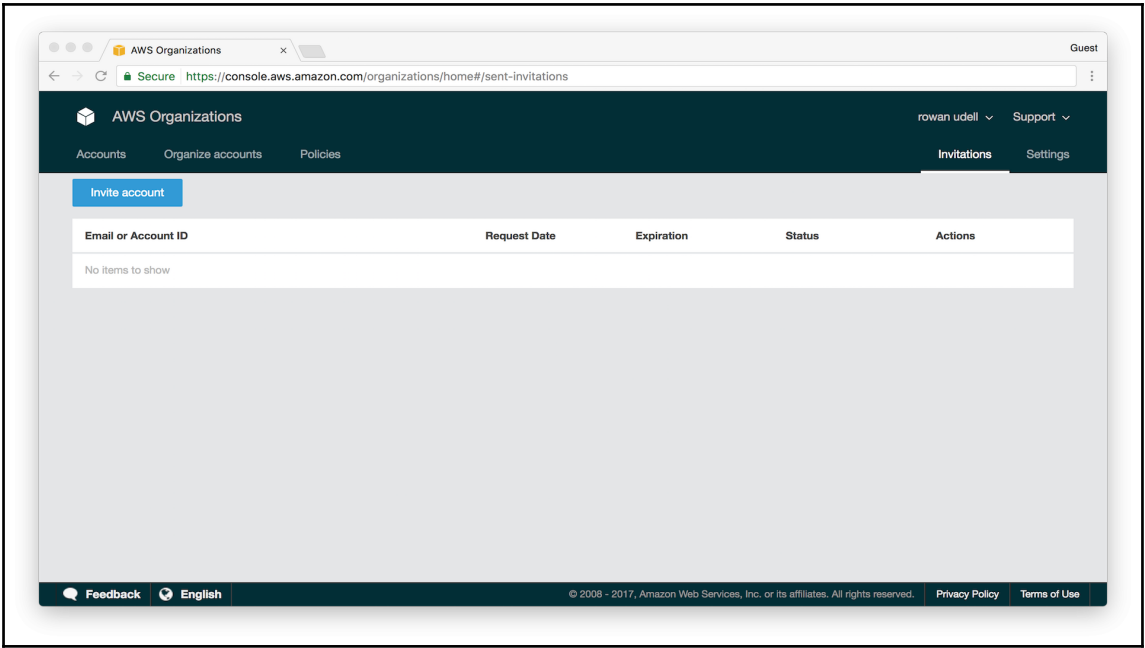 AWS Organizations ×
Guest
Secure https://console.aws.amazon.com/organizations/home#/sent-invitations
AWS Organizations
rowan udell Support
Accounts Organize accounts Policies Invitations Settings
Invite account
Email or Account ID Request Date Expiration Status Actions
No items to show
Feedback English © 2008 - 2017, Amazon Web Services, Inc. or its affiliates. All rights reserved. Privacy Policy Terms of Use